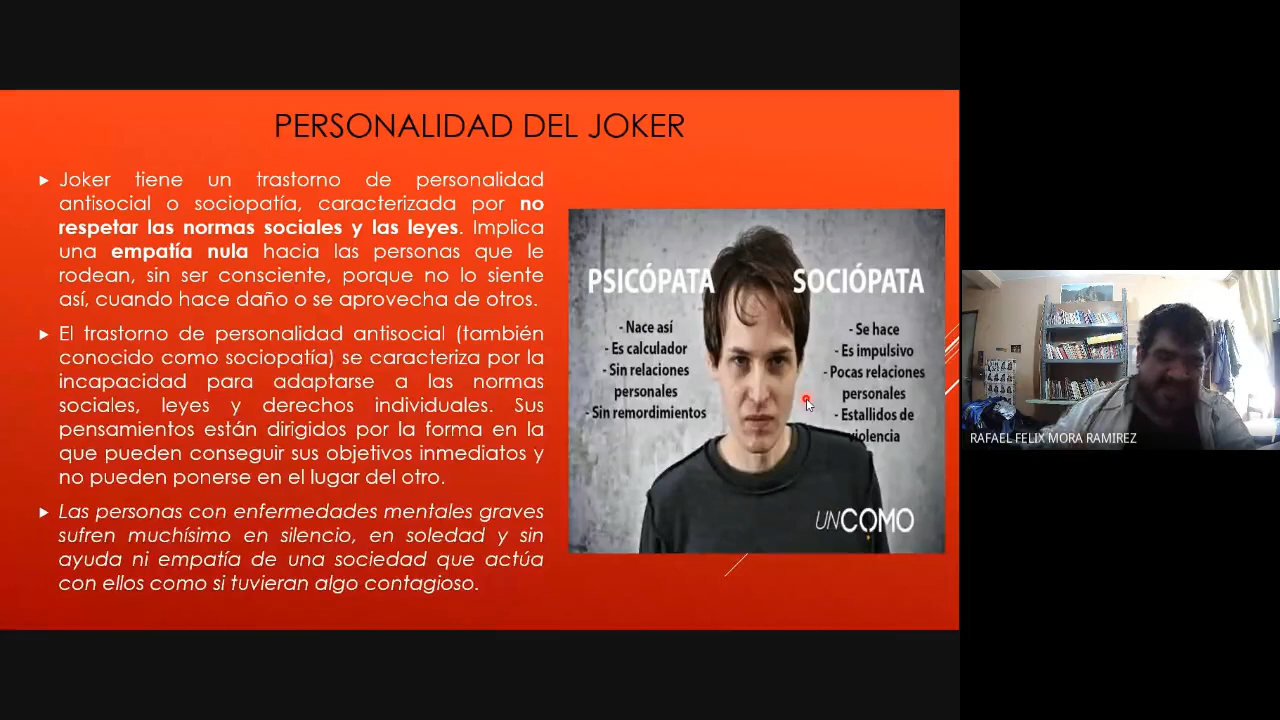 PERSONALIDAD DEL JOKER
Joker tiene un trastorno de personalidad
antisocial o sociopatía, caracterizada por no
respetar las normas sociales y las leyes. Implica
una empatía nula hacia las personas que le
rodean, sin ser consciente, porque no lo siente
así, cuando hace daño o se aprovecha de otros.
El trastorno de personalidad antisocial (también
conocido como sociopatía) se caracteriza por la
incapacidad para adaptarse a las normas
sociales, leyes y derechos individuales. Sus
pensamientos están dirigidos por la forma en la
que pueden conseguir sus objetivos inmediatos y
no pueden ponerse en el lugar del otro.
Las personas con enfermedades mentales graves
sufren muchísimo en silencio, en soledad y sin
ayuda ni empatía de una sociedad que actúa
con ellos como si tuvieran algo contagioso.
PSICÓPATA
- Nace así
- Es calculador
- Sin relaciones
personales
- Sin remordimientos
SOCIÓPATA
- Se hace
- Es impulsivo
- Pocas relaciones
personales
- Estallidos de
violencia
UNCOMO
RAFAEL FELIX MORA RAMIREZ